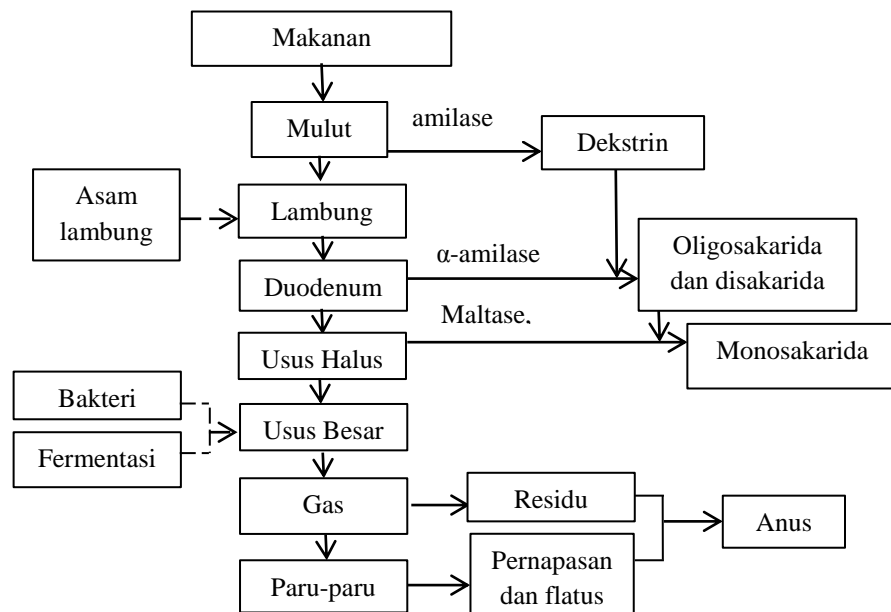 Makanan
Mulut
amilase
Dekstrin
Asam
lambung
Lambung
Duodenum
α-amilase
Oligosakarida
dan disakarida
Maltase.
Usus Halus
Monosakarida
Bakteri
Fermentasi
Usus Besar
Gas
Residu
Anus
Paru-paru
Pernapasan
dan flatus